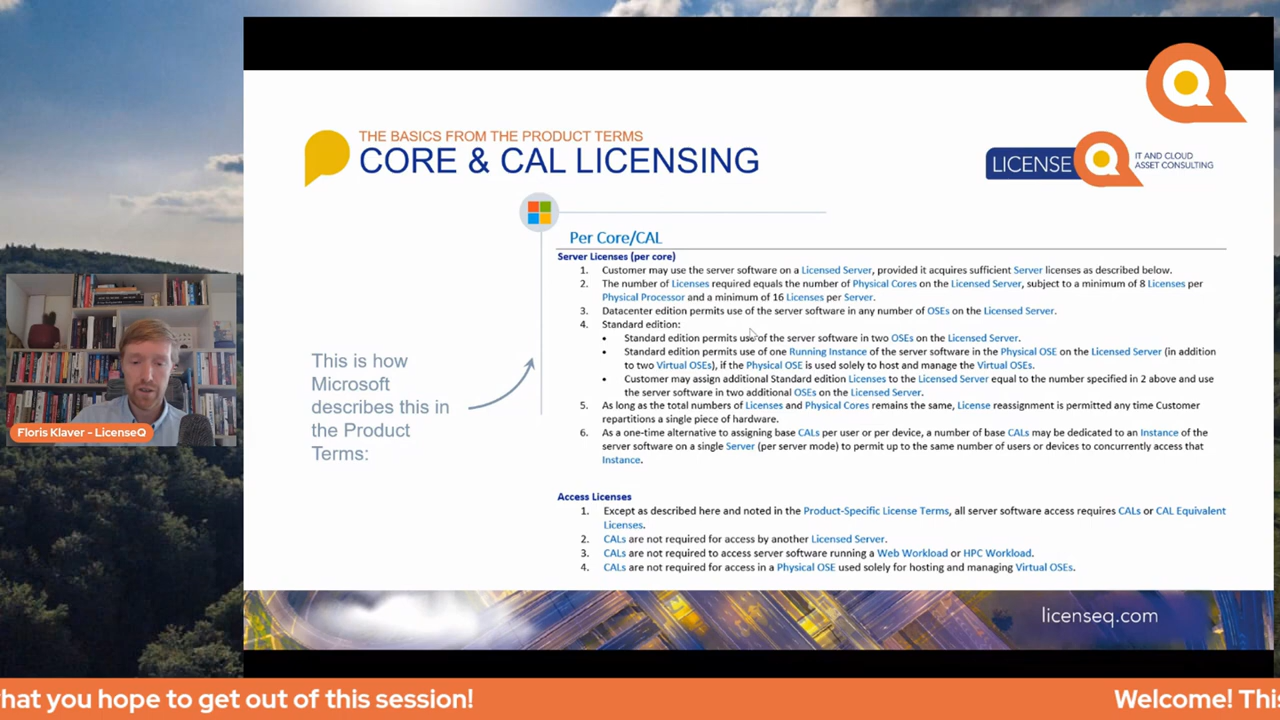 THE BASICS FROM THE PRODUCT TERMS
CORE & CAL LICENSING
LICENSE
IT AND CLOUD
ASSET CONSULTING
Per Core/CAL
Server Licenses (per core)
1. Customer may use the server software on a Licensed Server, provided it acquires sufficient Server licenses as described below.
2. The number of Licenses required equals the number of Physical Cores on the Licensed Server, subject to a minimum of 8 Licenses per
Physical Processor and a minimum of 16 Licenses per Server.
3. Datacenter edition permits use of the server software in any number of OSEs on the Licensed Server.
4. Standard edition:
• Standard edition permits use of the server software in two OSEs on the Licensed Server.
• Standard edition permits use of one Running Instance of the server software in the Physical OSE on the Licensed Server (in addition
to two Virtual OSEs), if the Physical OSE is used solely to host and manage the Virtual OSEs.
• Customer may assign additional Standard edition Licenses to the Licensed Server equal to the number specified in 2 above and use
the server software in two additional OSEs on the Licensed Server.
5. As long as the total numbers of Licenses and Physical Cores remains the same, License reassignment is permitted any time Customer
repartitions a single piece of hardware.
6. As a one-time alternative to assigning base CALs per user or per device, a number of base CALs may be dedicated to an Instance of the
server software on a single Server (per server mode) to permit up to the same number of users or devices to concurrently access that
Instance.
Access Licenses
1. Except as described here and noted in the Product-Specific License Terms, all server software access requires CALs or CAL Equivalent
Licenses.
2. CALs are not required for access by another Licensed Server.
3. CALs are not required to access server software running a Web Workload or HPC Workload.
4. CALs are not required for access in a Physical OSE used solely for hosting and managing Virtual OSEs.
This is how
Microsoft
describes this in
the Product
Terms:
Floris Klaver - LicenseQ
licenseq.com
hat you hope to get out of this session!
Welcome! This